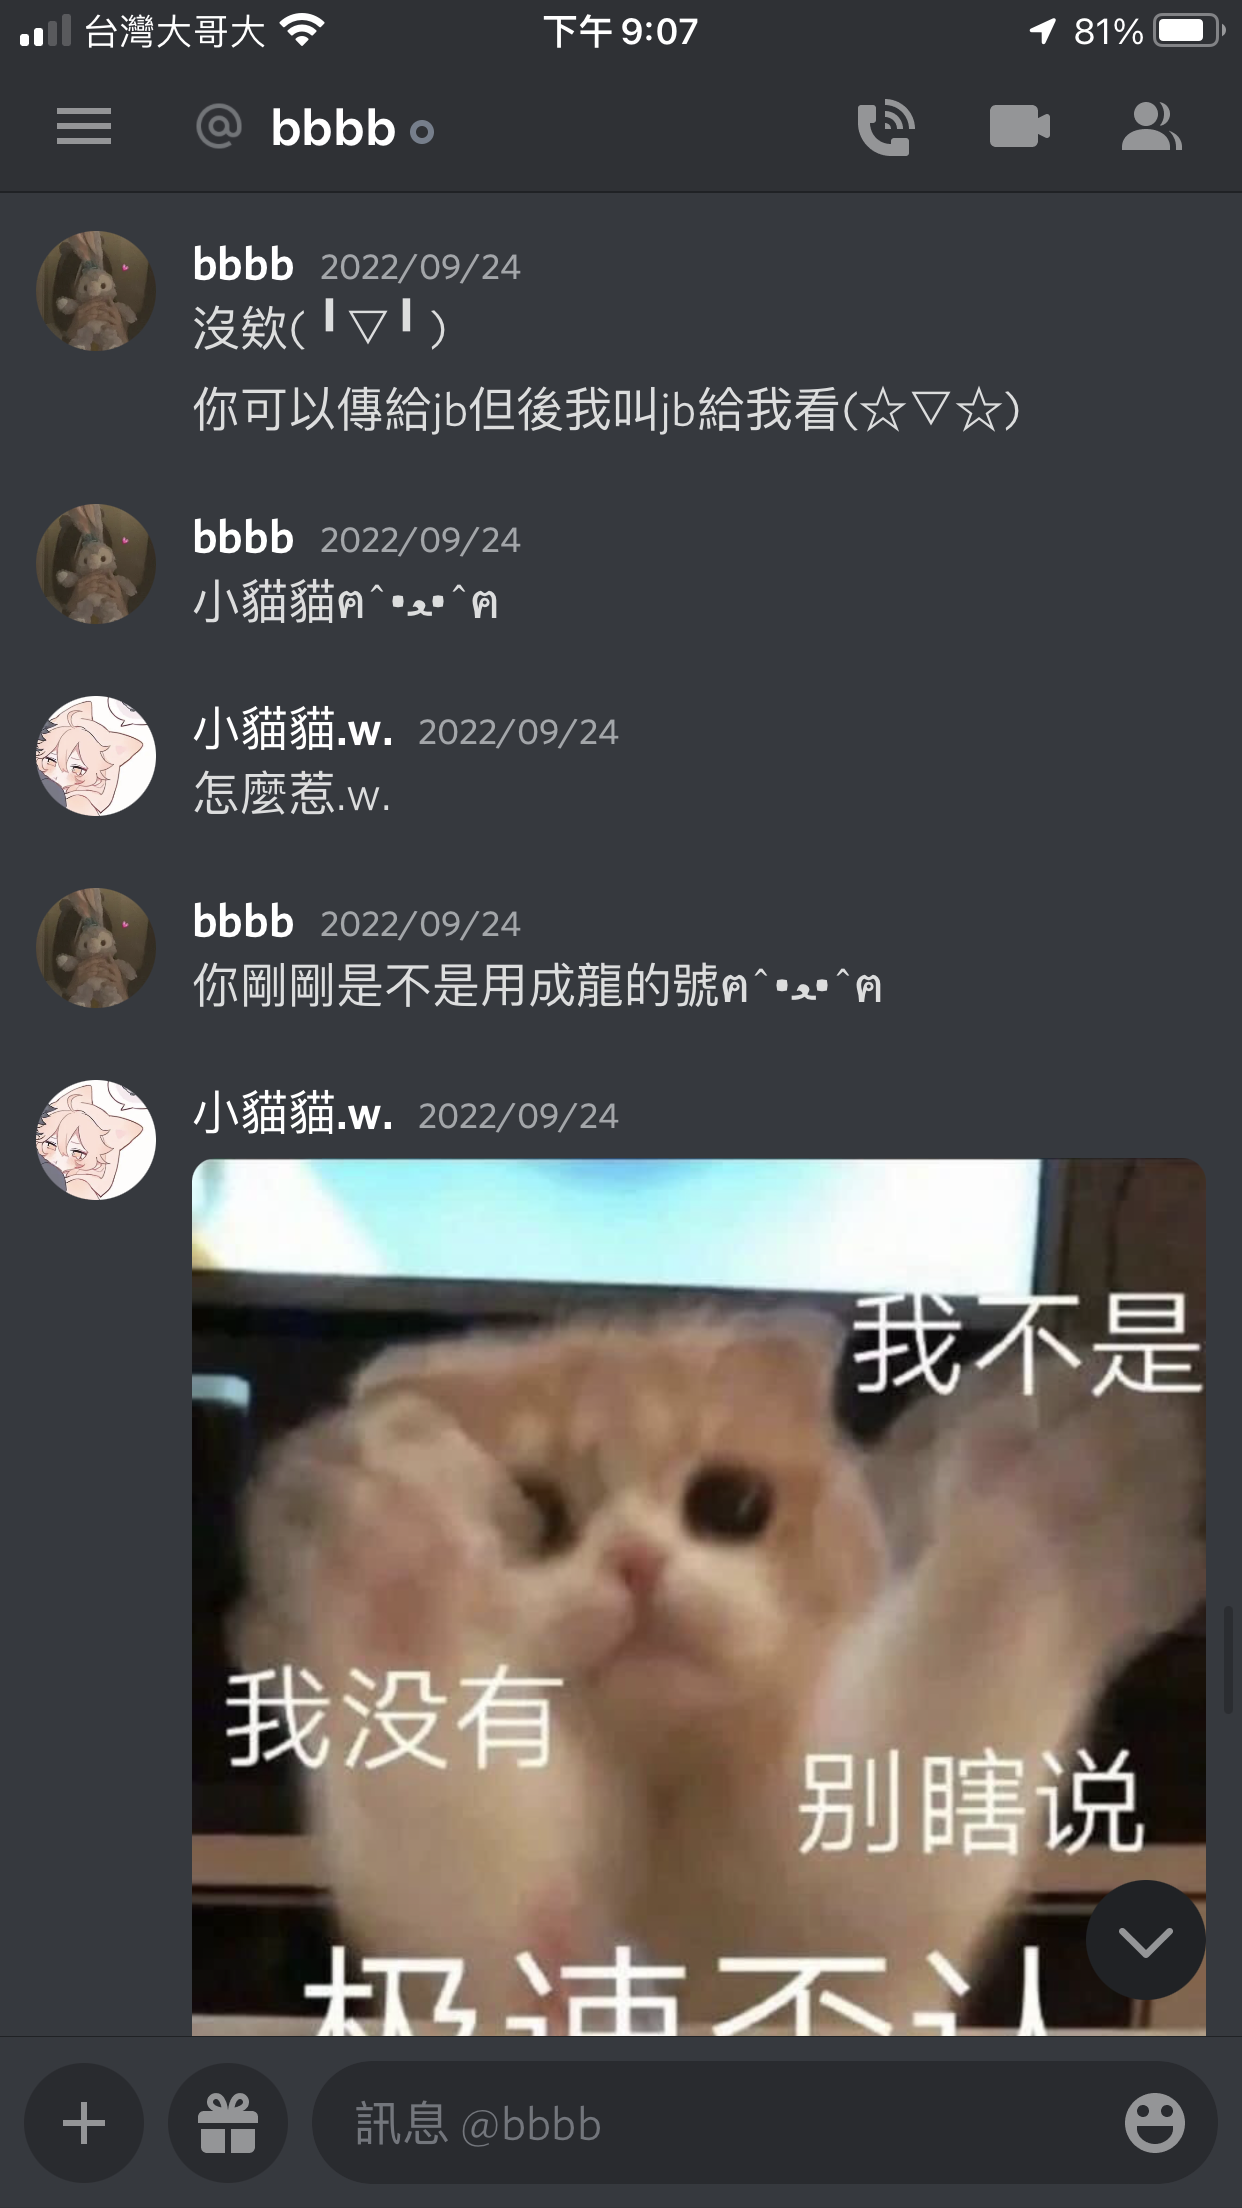 台灣大哥大 下午 9:07 81%
@ bbbb
bbbb 2022/09/24
沒欸(╹▽╹)
你可以傳給jb但後我叫jb給我看(☆▽☆)
bbbb 2022/09/24
小貓貓ฅ^•ﻌ•^ฅ
小貓貓.w. 2022/09/24
怎麼惹.w.
bbbb 2022/09/24
你剛剛是不是用成龍的號ฅ^•ﻌ•^ฅ
小貓貓.w. 2022/09/24
我不是
我没有
别瞎说
极速否认
訊息 @bbbb